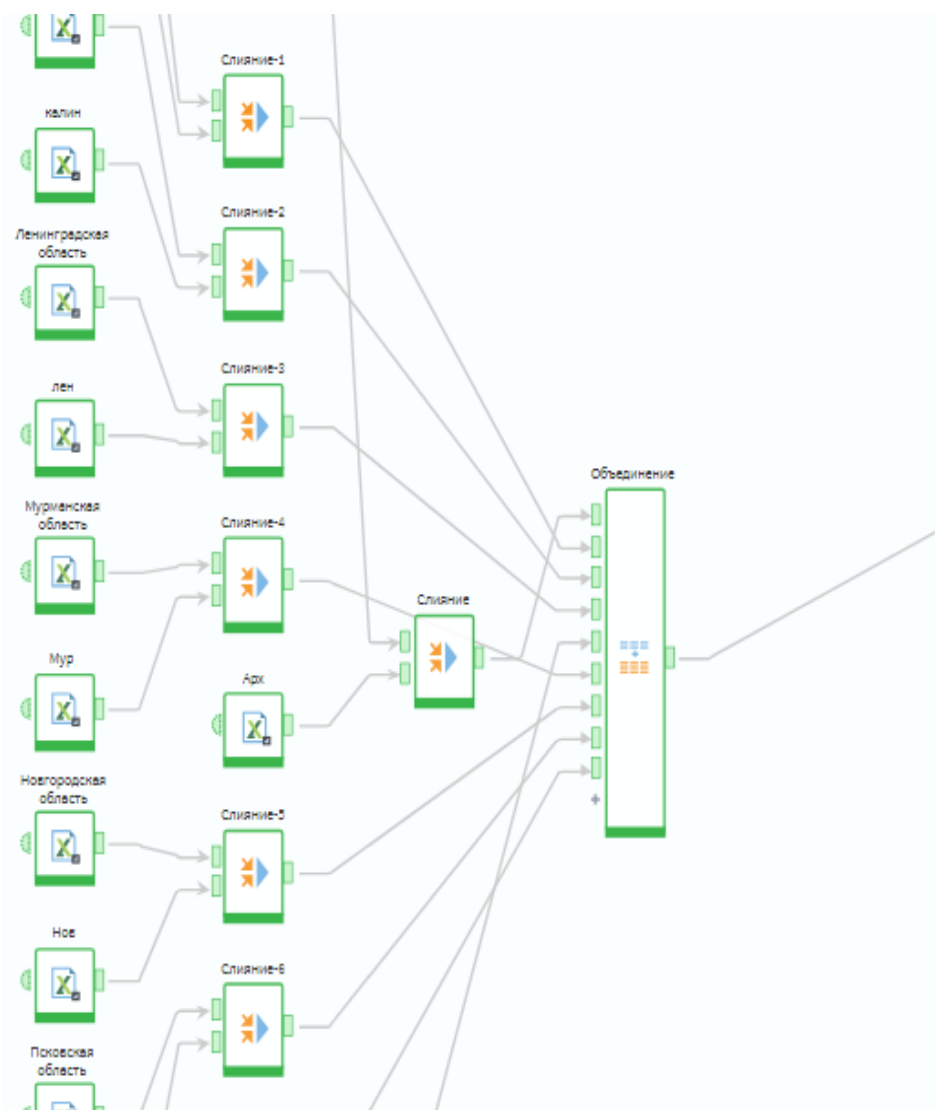 Слияние-1
калин
Слияние-2
Ленинградская
область
Слияние-3
лен
Объединение
Мурманская
область
Слияние-4
Слияние
Мур
Арх
Новгородская
область
Слияние-5
Нов
Слияние-6
Псковская
область